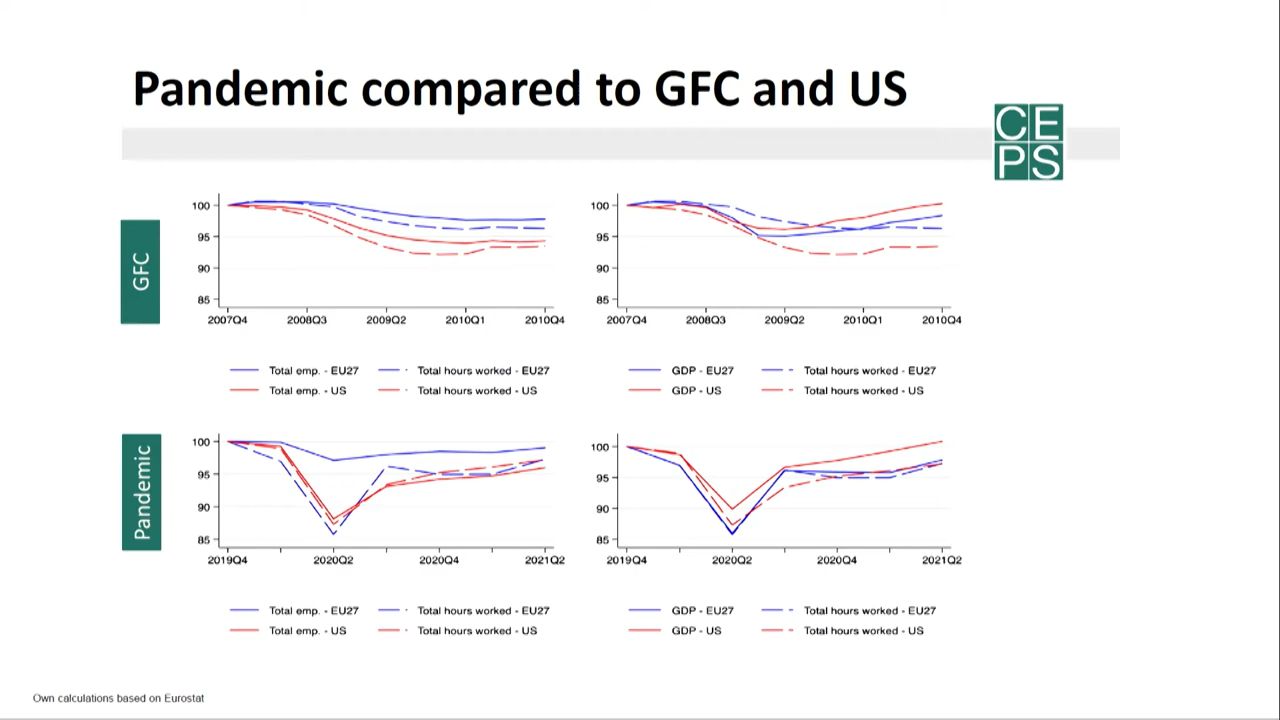 Pandemic compared to GFC and US
CE
PS
GFC
100
95
90
85
2007Q4 2008Q3 2009Q2 2010Q1 2010Q4
Total emp. - EU27 Total hours worked - EU27
Total emp. - US Total hours worked - US
100
95
90
85
2007Q4 2008Q3 2009Q2 2010Q1 2010Q4
GDP - EU27 Total hours worked - EU27
GDP - US Total hours worked - US
Pandemic
100
95
90
85
2019Q4 2020Q2 2020Q4 2021Q2
Total emp. - EU27 Total hours worked - EU27
Total emp. - US Total hours worked - US
100
95
90
85
2019Q4 2020Q2 2020Q4 2021Q2
GDP - EU27 Total hours worked - EU27
GDP - US Total hours worked - US
Own calculations based on Eurostat